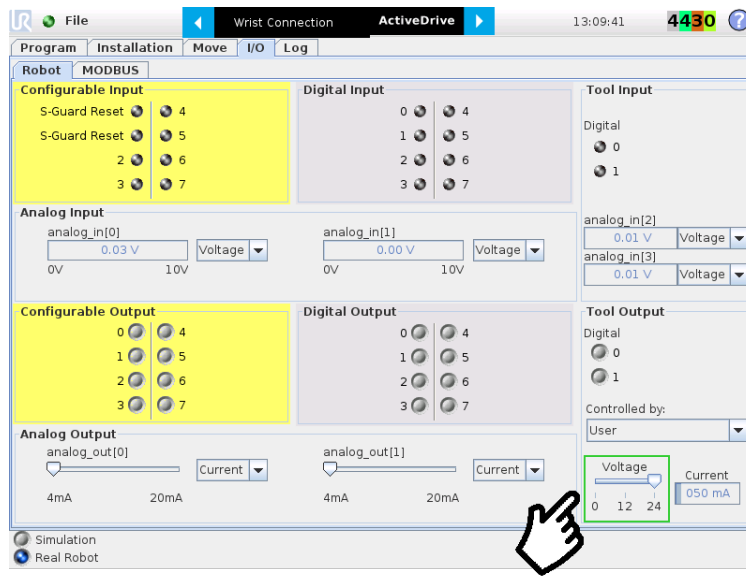 UR File Wrist Connection ActiveDrive 13:09:41 4430 ?
Program Installation Move I/O Log
Robot MODBUS
Configurable Input
S-Guard Reset 4
S-Guard Reset 5
2 6
3 7
Digital Input
0 4
1 5
2 6
3 7
Tool Input
Digital
0
1
Analog Input
analog_in[0]
0.03 V Voltage
0V 10V
analog_in[1]
0.00 V Voltage
0V 10V
analog_in[2]
0.01 V Voltage
analog_in[3]
0.01 V Voltage
Configurable Output
0 4
1 5
2 6
3 7
Digital Output
0 4
1 5
2 6
3 7
Tool Output
Digital
0
1
Controlled by:
User
Analog Output
analog_out[0]
Current
4mA 20mA
analog_out[1]
Current
4mA 20mA
Voltage
0 12 24
Current
050 mA
Simulation
Real Robot